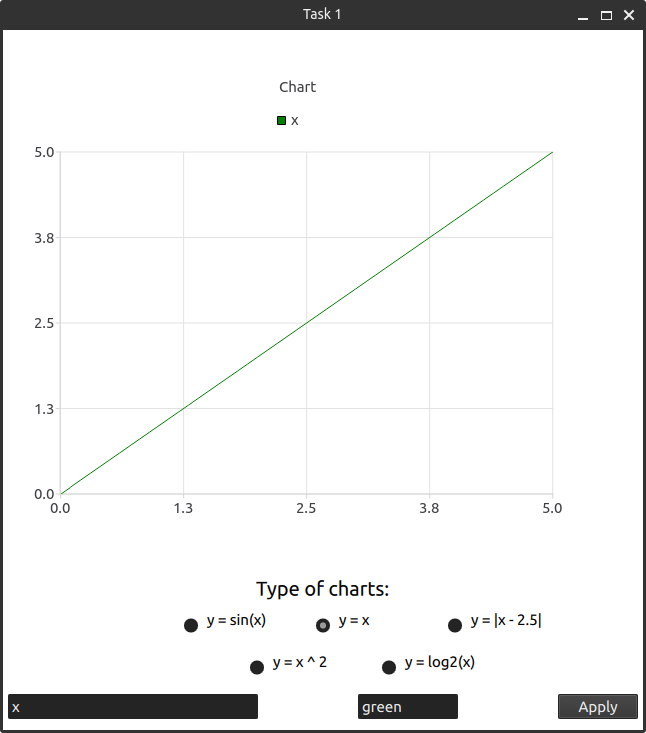 Task 1
Chart
x
5.0
3.8
2.5
1.3
0.0
0.0 1.3 2.5 3.8 5.0
Type of charts:
y = sin(x) y = x y = |x - 2.5|
y = x ^ 2 y = log2(x)
x green Apply